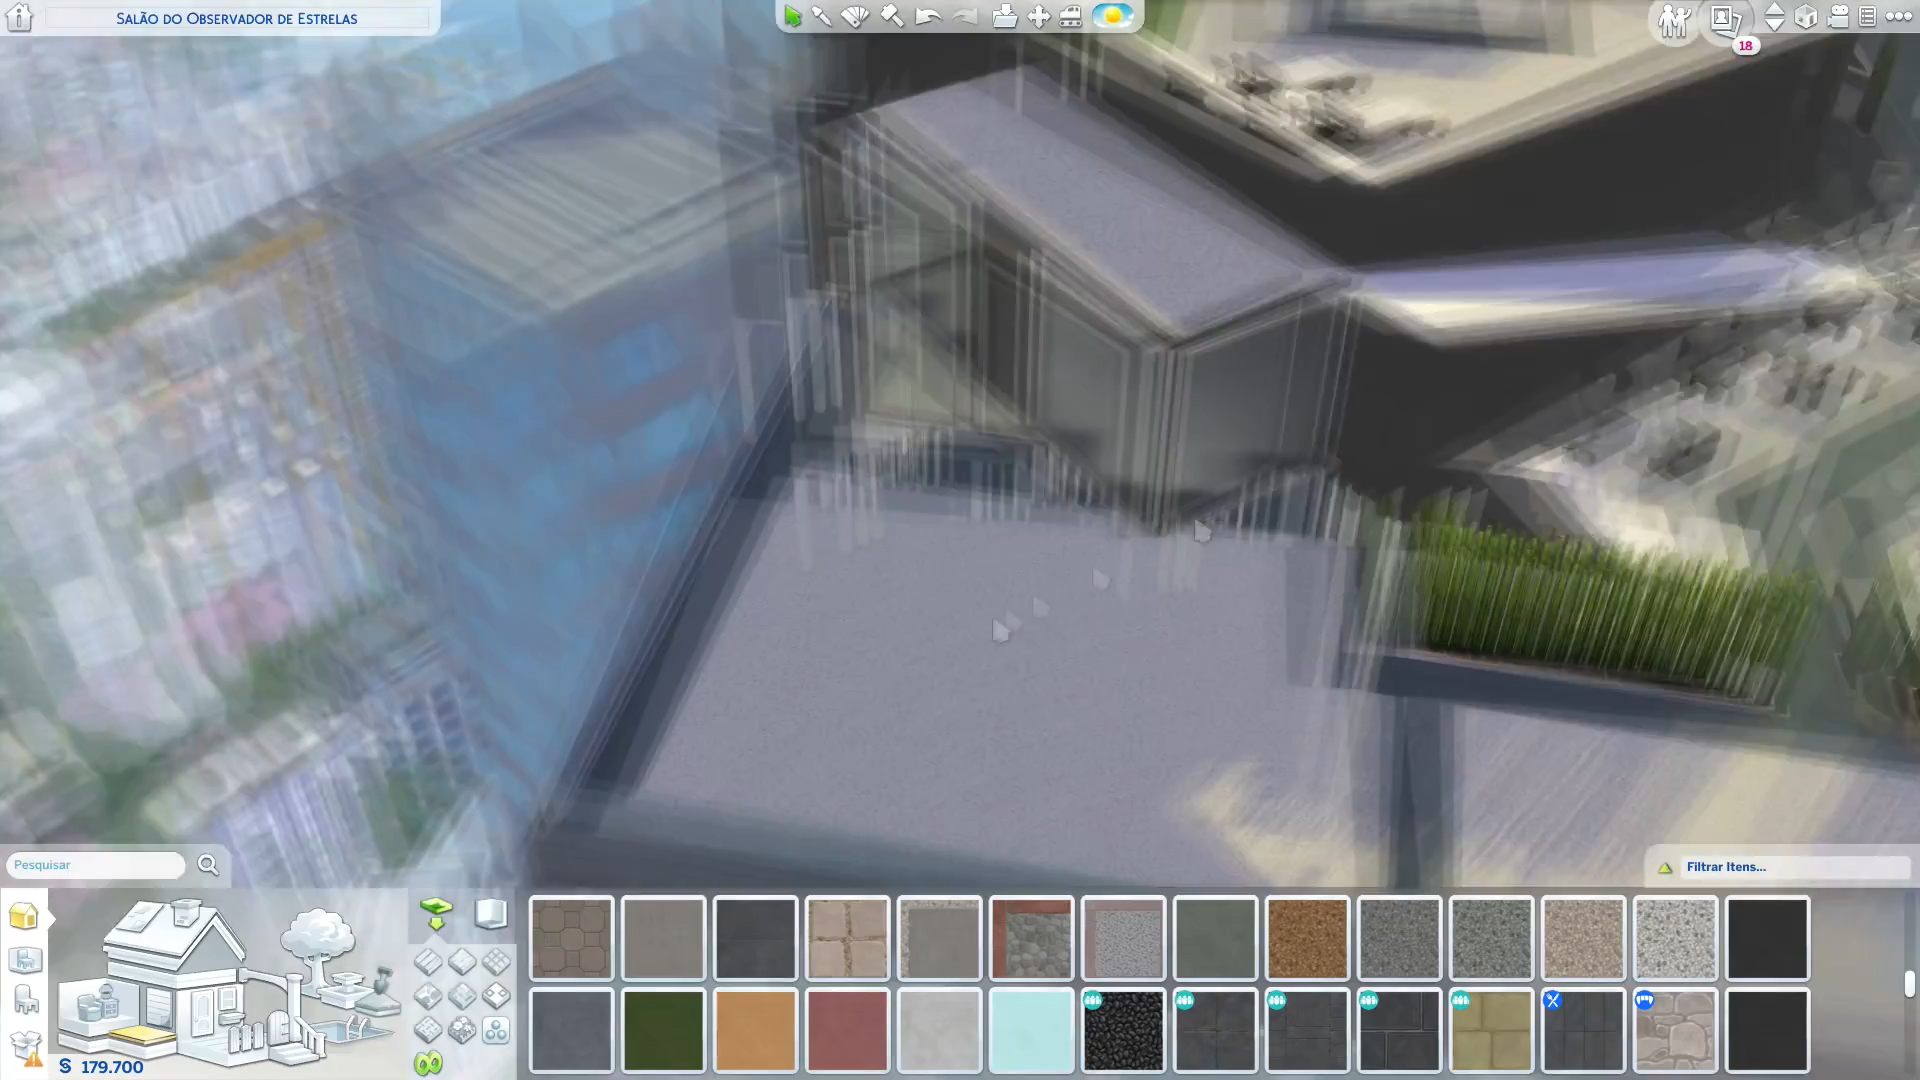 Salão do Observador de Estrelas
18
Pesquisar
Filtrar Itens...
§ 179.700